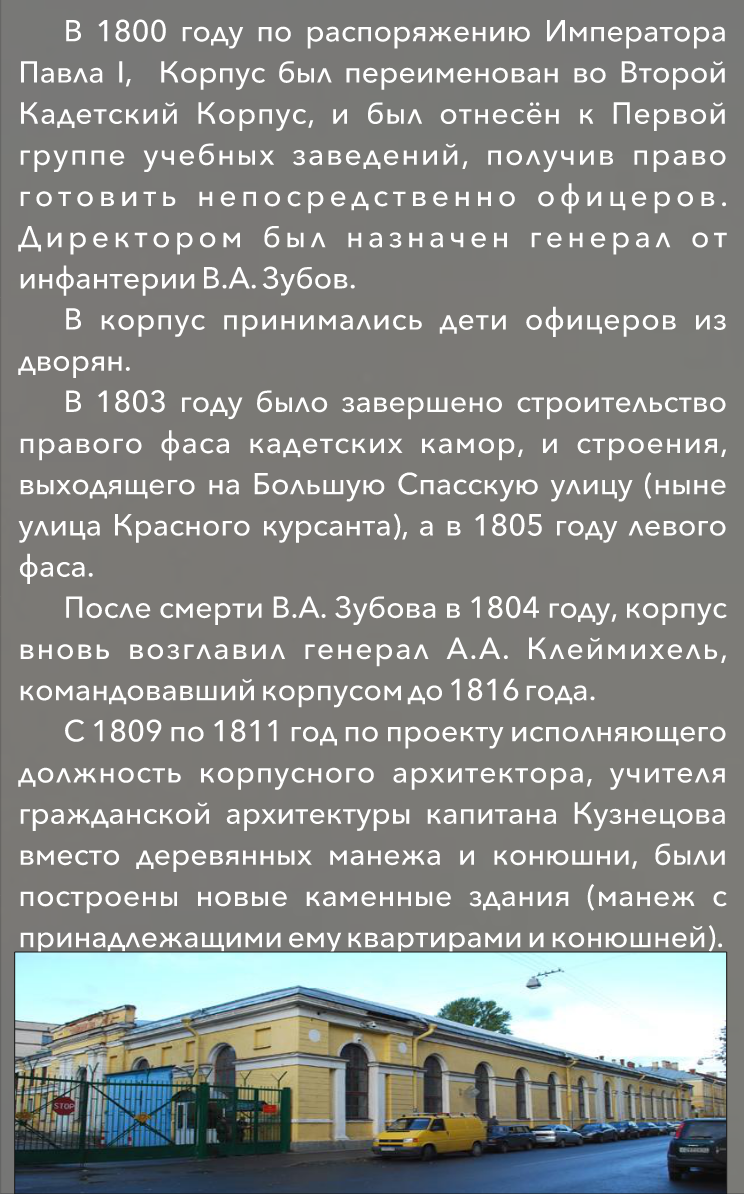 В 1800 году по распоряжению Императора
Павла I, Корпус был переименован во Второй
Кадетский Корпус, и был отнесён к Первой
группе учебных заведений, получив право
готовить непосредственно офицеров.
Директором был назначен генерал от
инфантерии В.А. Зубов.
В корпус принимались дети офицеров из
дворян.
В 1803 году было завершено строительство
правого фаса кадетских камор, и строения,
выходящего на Большую Спасскую улицу (ныне
улица Красного курсанта), а в 1805 году левого
фаса.
После смерти В.А. Зубова в 1804 году, корпус
вновь возглавил генерал А.А. Клеймихель,
командовавший корпусом до 1816 года.
С 1809 по 1811 год по проекту исполняющего
должность корпусного архитектора, учителя
гражданской архитектуры капитана Кузнецова
вместо деревянных манежа и конюшни, были
построены новые каменные здания (манеж с
принадлежащими ему квартирами и конюшней).
STOP